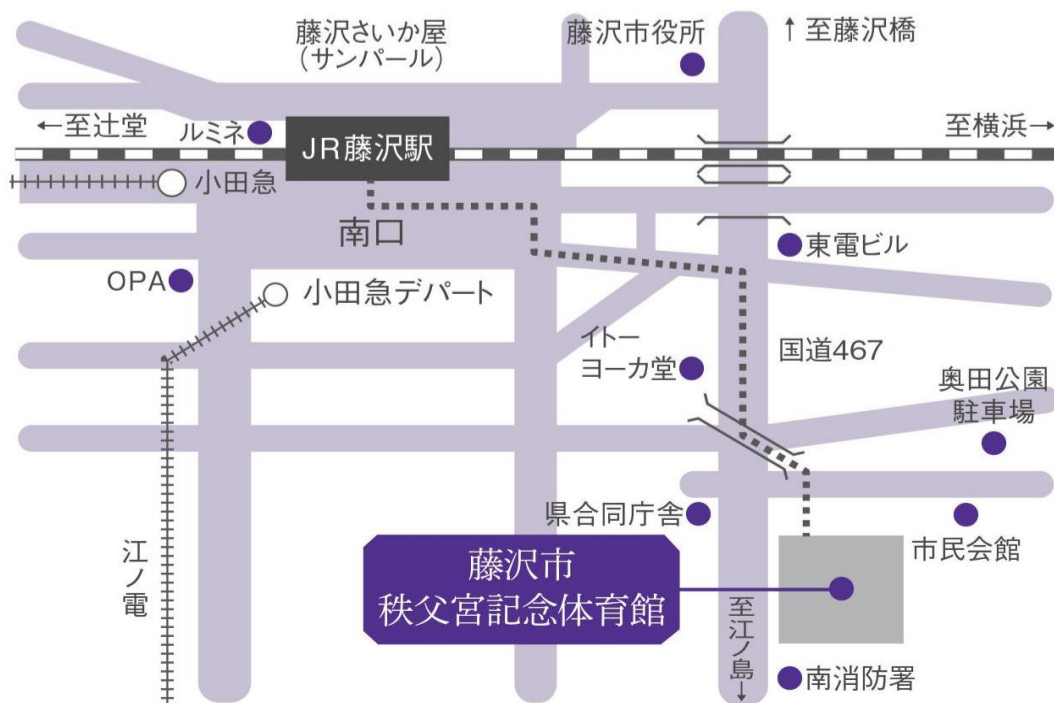 藤沢さいか屋
（サンパール）
藤沢市役所
↑至藤沢橋
←至辻堂
ルミネ
JR藤沢駅
至横浜→
小田急
南口
東電ビル
OPA
小田急デパート
イトー
ヨーカ堂
国道467
奥田公園
駐車場
県合同庁舎
市民会館
江ノ電
藤沢市
秩父宮記念体育館
至江ノ島→
南消防署